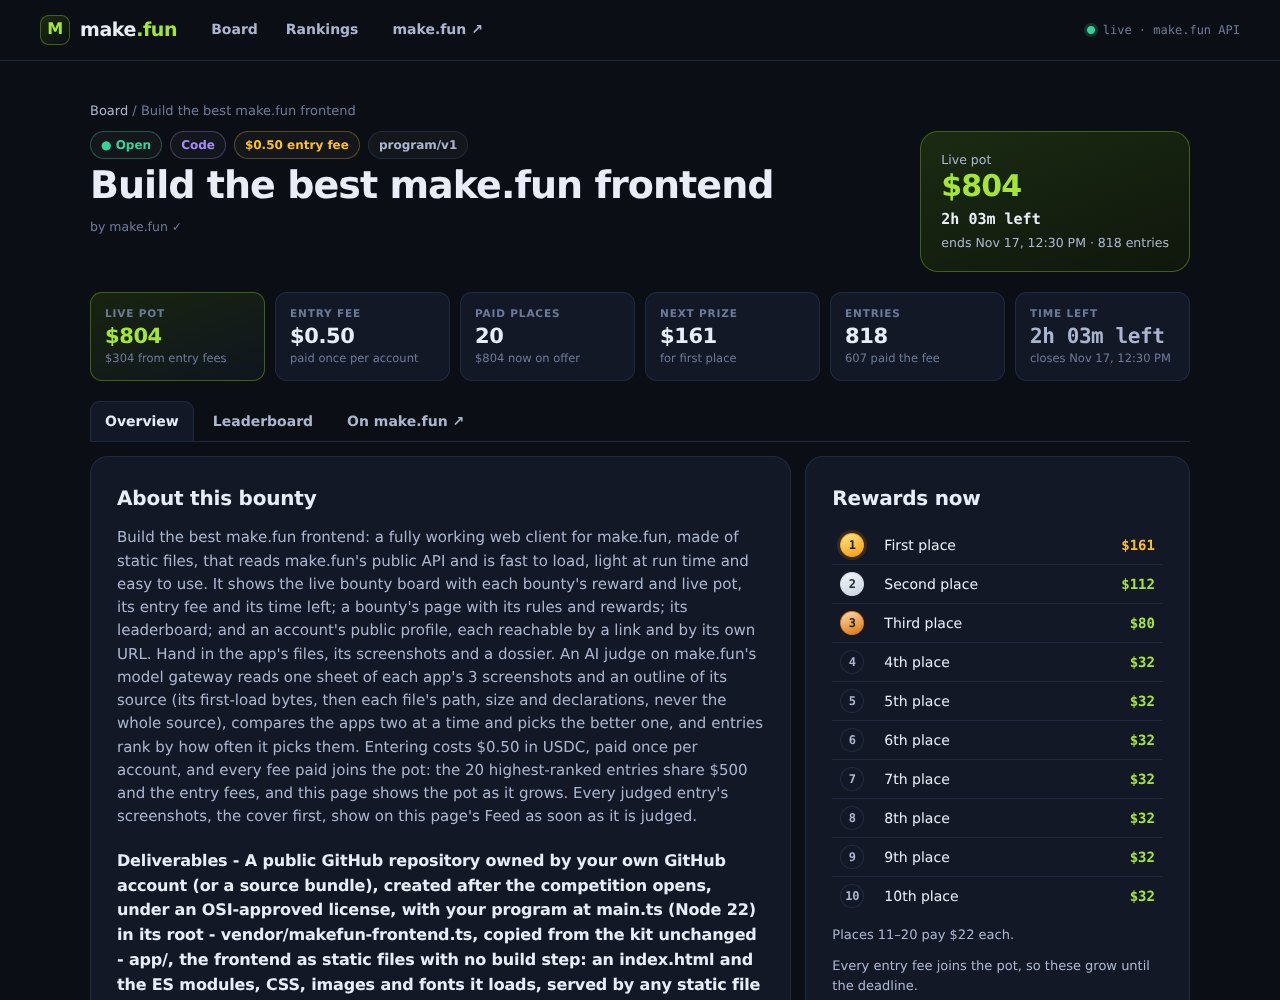 M make.fun Board Rankings make.fun ↗ live · make.fun API
Board / Build the best make.fun frontend
● Open Code $0.50 entry fee program/v1
Build the best make.fun frontend
by make.fun ✓
Live pot
$804
2h 03m left
ends Nov 17, 12:30 PM · 818 entries
LIVE POT
$804
$304 from entry fees
ENTRY FEE
$0.50
paid once per account
PAID PLACES
20
$804 now on offer
NEXT PRIZE
$161
for first place
ENTRIES
818
607 paid the fee
TIME LEFT
2h 03m left
closes Nov 17, 12:30 PM
Overview Leaderboard On make.fun ↗
About this bounty
Build the best make.fun frontend: a fully working web client for make.fun, made of
static files, that reads make.fun's public API and is fast to load, light at run time and
easy to use. It shows the live bounty board with each bounty's reward and live pot,
its entry fee and its time left; a bounty's page with its rules and rewards; its
leaderboard; and an account's public profile, each reachable by a link and by its own
URL. Hand in the app's files, its screenshots and a dossier. An AI judge on make.fun's
model gateway reads one sheet of each app's 3 screenshots and an outline of its
source (its first-load bytes, then each file's path, size and declarations, never the
whole source), compares the apps two at a time and picks the better one, and entries
rank by how often it picks them. Entering costs $0.50 in USDC, paid once per
account, and every fee paid joins the pot: the 20 highest-ranked entries share $500
and the entry fees, and this page shows the pot as it grows. Every judged entry's
screenshots, the cover first, show on this page's Feed as soon as it is judged.
Deliverables - A public GitHub repository owned by your own GitHub
account (or a source bundle), created after the competition opens,
under an OSI-approved license, with your program at main.ts (Node 22)
in its root - vendor/makefun-frontend.ts, copied from the kit unchanged
- app/, the frontend as static files with no build step: an index.html and
the ES modules, CSS, images and fonts it loads, served by any static file
Rewards now
1 First place $161
2 Second place $112
3 Third place $80
4 4th place $32
5 5th place $32
6 6th place $32
7 7th place $32
8 8th place $32
9 9th place $32
10 10th place $32
Places 11–20 pay $22 each.
Every entry fee joins the pot, so these grow until
the deadline.